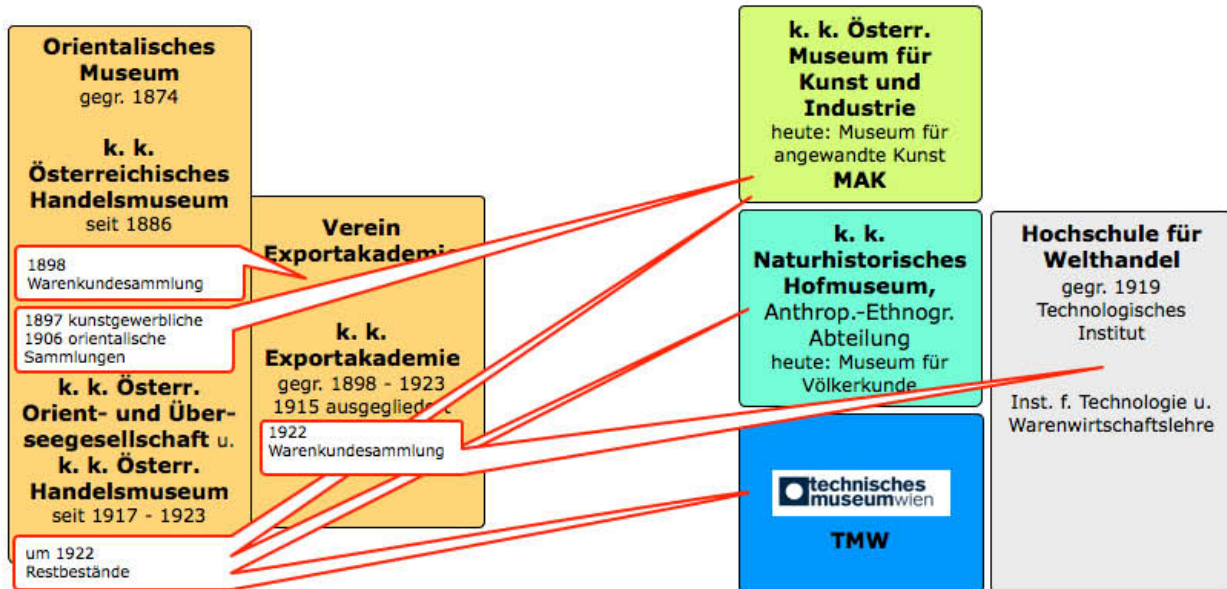 Orientalisches
Museum
gegr. 1874
k. k.
Österreichisches
Handelsmuseum
seit 1886
1898
Warenkundesammlung
1897 kunstgewerbliche
1906 orientalische
Sammlungen
k. k. Österr.
Orient- und Über-
seegesellschaft u.
k. k. Österr.
Handelsmuseum
seit 1917 - 1923
um 1922
Restbestände
Verein
Exportakademie
k. k.
Exportakademie
gegr. 1898 - 1923
1915 ausgegliedert
1922
Warenkundesammlung
k. k. Österr.
Museum für
Kunst und
Industrie
heute: Museum für
angewandte Kunst
MAK
k. k.
Naturhistorisches
Hofmuseum,
Anthrop.-Ethnogr.
Abteilung
heute: Museum für
Völkerkunde
technisches
museumwien
TMW
Hochschule für
Welthandel
gegr. 1919
Technologisches
Institut
Inst. f. Technologie u.
Warenwirtschaftslehre